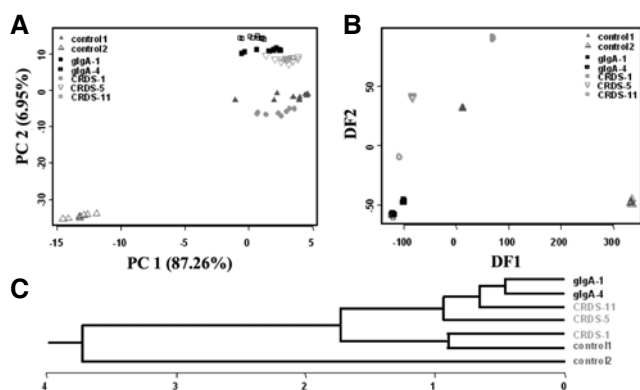 A
control1
control2
glgA-1
glgA-4
CRDS-1
CRDS-5
CRDS-11
PC 2 (6.95%)
10
0
-10
-20
-30
-15
-10
-5
0
5
PC 1 (87.26%)
B
control1
control2
glgA-1
glgA-4
CRDS-1
CRDS-5
CRDS-11
DF2
50
0
-50
-100
0
100
200
300
DF1
C
glgA-1
glgA-4
CRDS-11
CRDS-5
CRDS-1
control1
control2
4
3
2
1
0